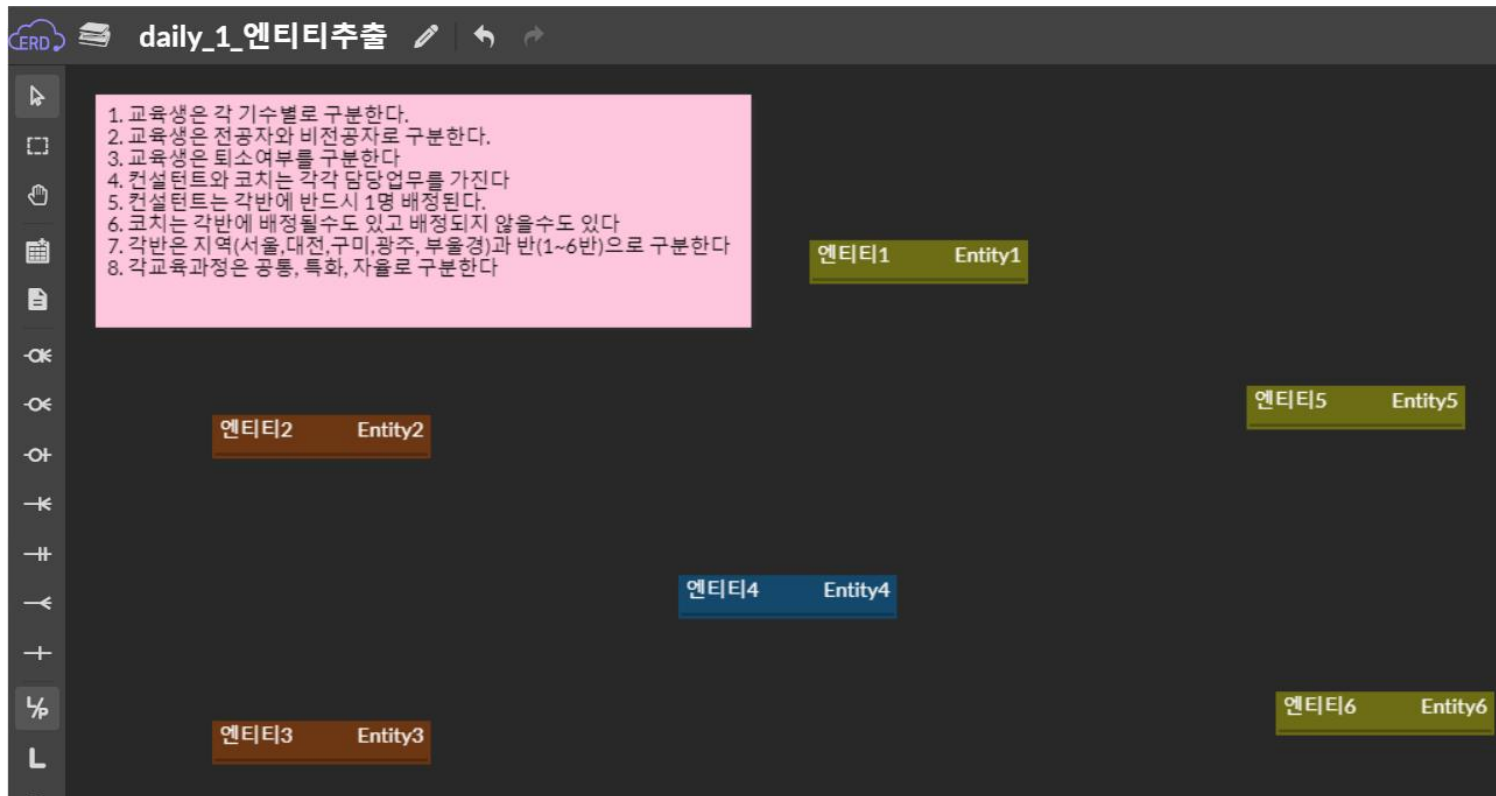 ERD
daily_1_엔티티추출
1. 교육생은 각 기수별로 구분한다.
2. 교육생은 전공자와 비전공자로 구분한다.
3. 교육생은 퇴소여부를 구분한다
4. 컨설턴트와 코치는 각각 담당업무를 가진다
5. 컨설턴트는 각반에 반드시 1명 배정된다.
6. 코치는 각반에 배정될수도 있고 배정되지 않을수도 있다
7. 각반은 지역(서울,대전,구미,광주, 부울경)과 반(1~6반)으로 구분한다
8. 각교육과정은 공통, 특화, 자율로 구분한다
엔티티1 Entity1
엔티티5 Entity5
엔티티2 Entity2
엔티티4 Entity4
엔티티6 Entity6
엔티티3 Entity3
L/P
L